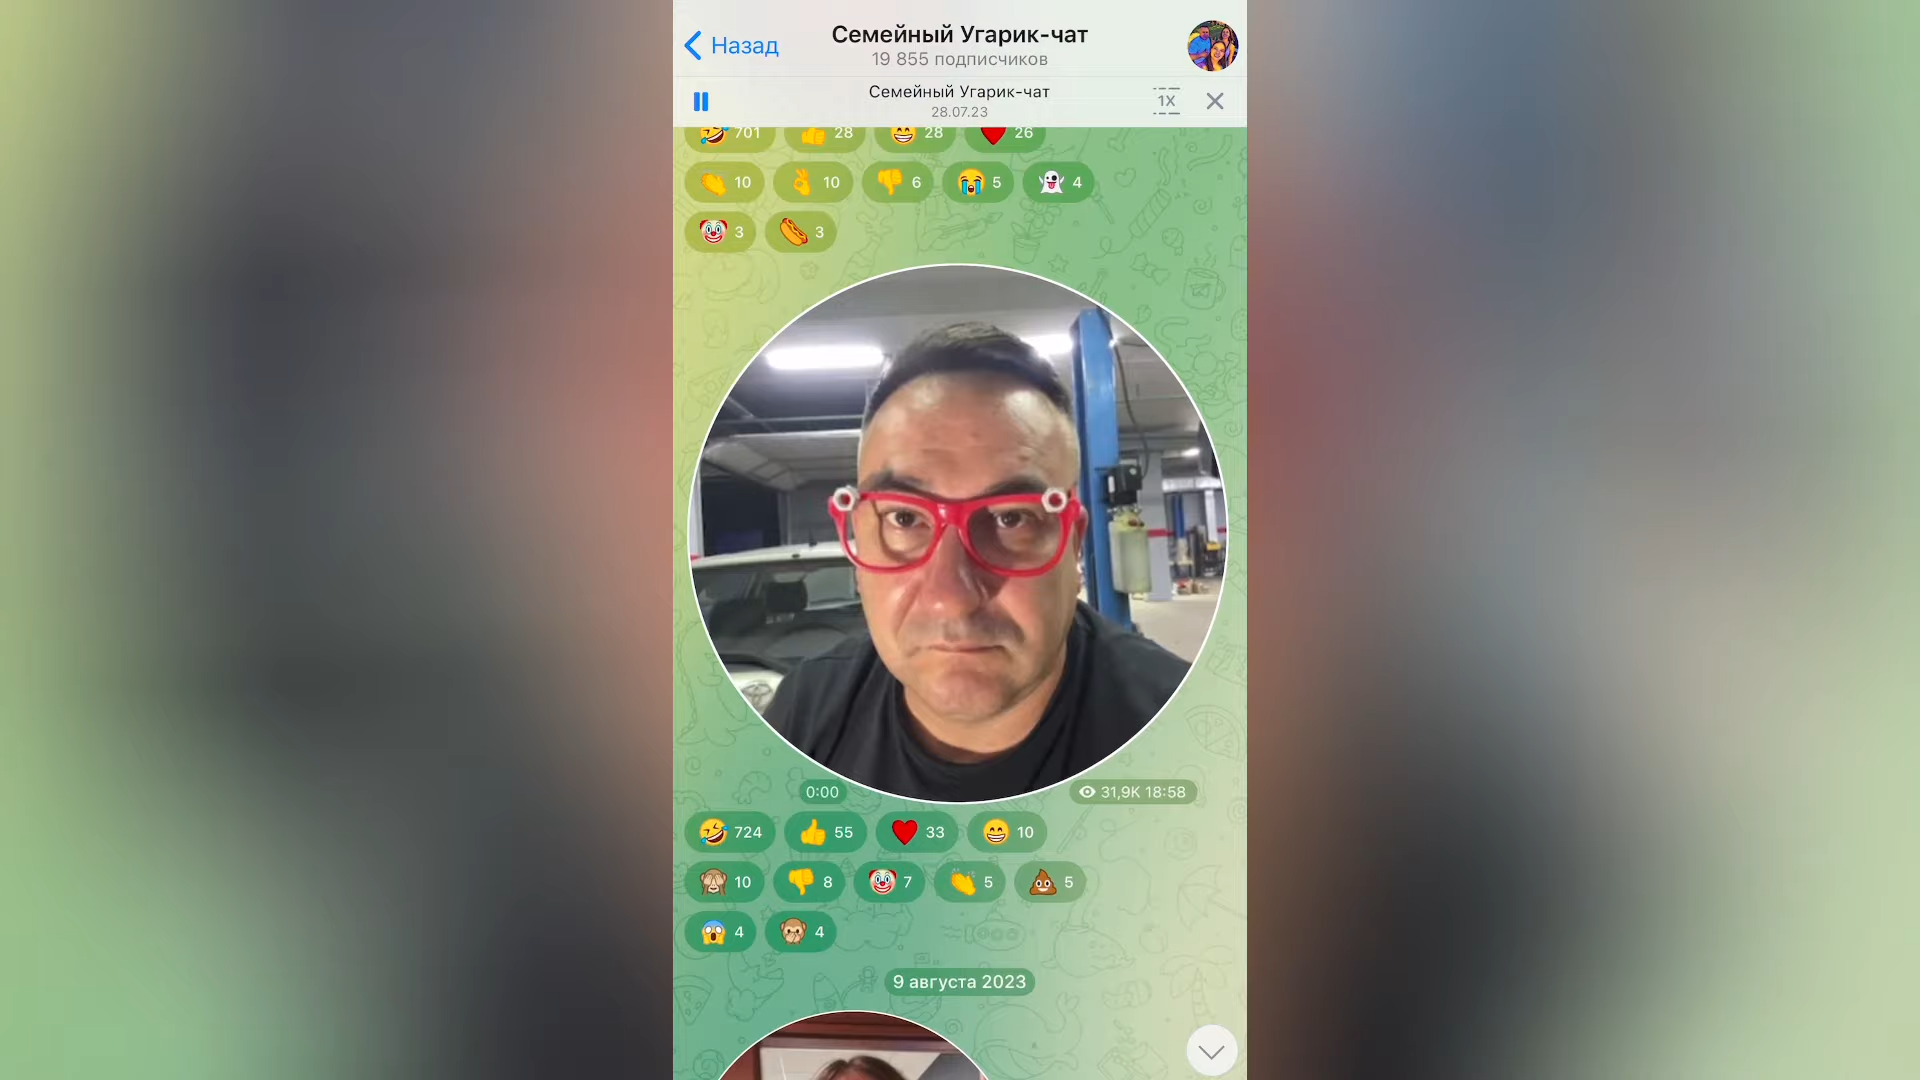 Назад
Семейный Угарик-чат
19 855 подписчиков
Семейный Угарик-чат
28.07.23
1X
701 28 28 26
10 10 6 5 4
3 3
0:00
31,9K 18:58
724 55 33 10
10 8 7 5 5
4 4
9 августа 2023